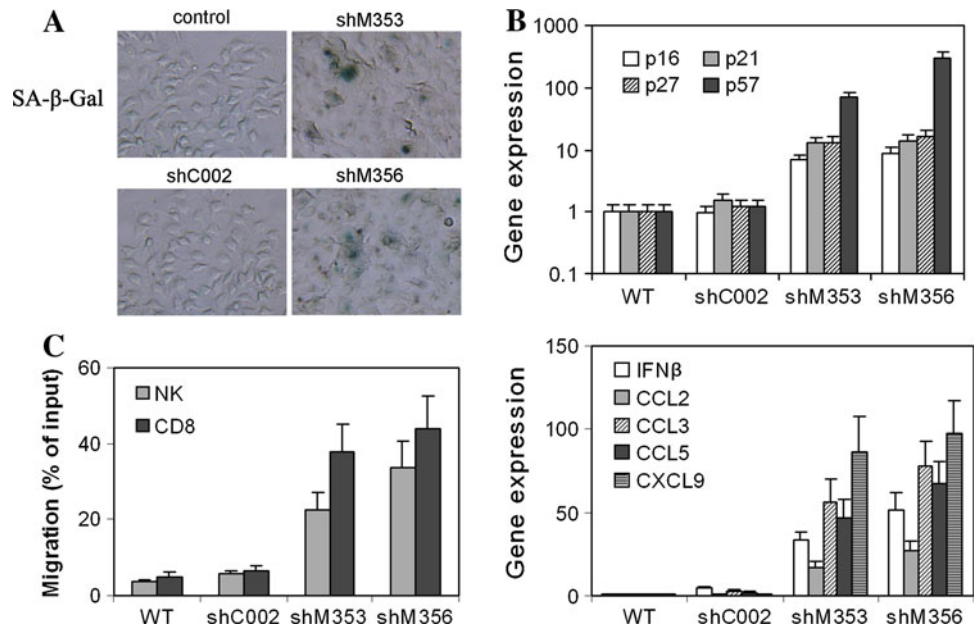 A
control
shM353
SA-β-Gal
shC002
shM356
B
Gene expression
1000
100
10
1
0.1
p16
p21
p27
p57
WT
shC002
shM353
shM356
C
Migration (% of input)
60
40
20
0
NK
CD8
WT
shC002
shM353
shM356
Gene expression
150
100
50
0
IFNβ
CCL2
CCL3
CCL5
CXCL9
WT
shC002
shM353
shM356